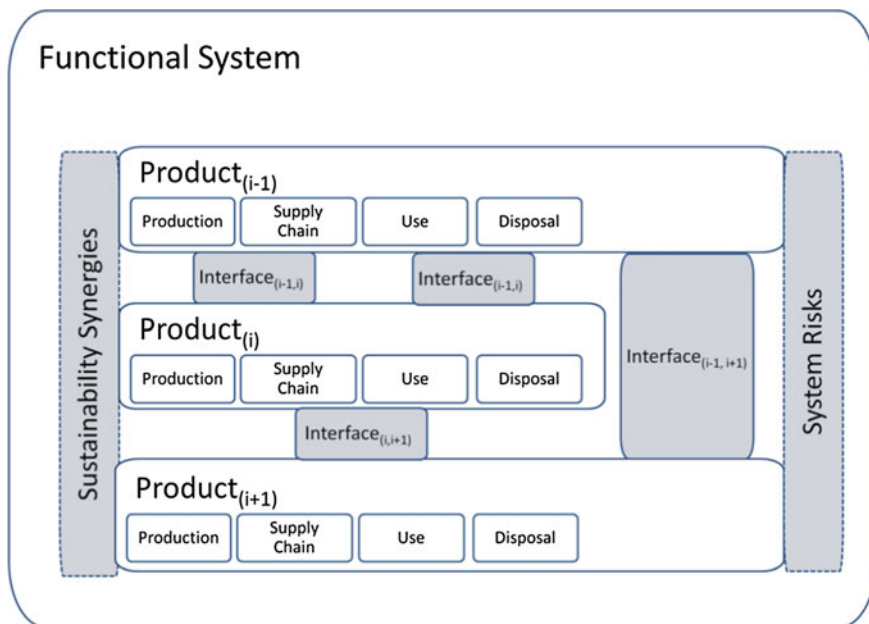 Functional System
Sustainability Synergies
System Risks
Product(i-1)
Production
Supply
Chain
Use
Disposal
Interface(i-1,i)
Interface(i-1,i)
Interface(i-1, i+1)
Product(i)
Production
Supply
Chain
Use
Disposal
Interface(i,i+1)
Product(i+1)
Production
Supply
Chain
Use
Disposal